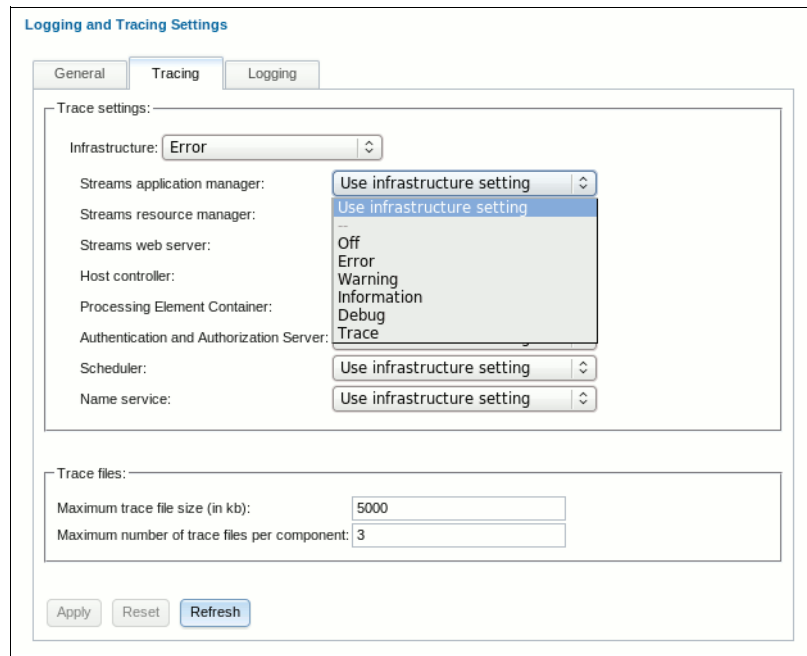 Logging and Tracing Settings
General Tracing Logging
Trace settings:
Infrastructure: Error
Streams application manager: Use infrastructure setting
Streams resource manager: Use infrastructure setting
--
Streams web server: Off
Error
Host controller: Warning
Information
Processing Element Container: Debug
Authentication and Authorization Server: Trace
Scheduler: Use infrastructure setting
Name service: Use infrastructure setting
Trace files:
Maximum trace file size (in kb): 5000
Maximum number of trace files per component: 3
Apply Reset Refresh